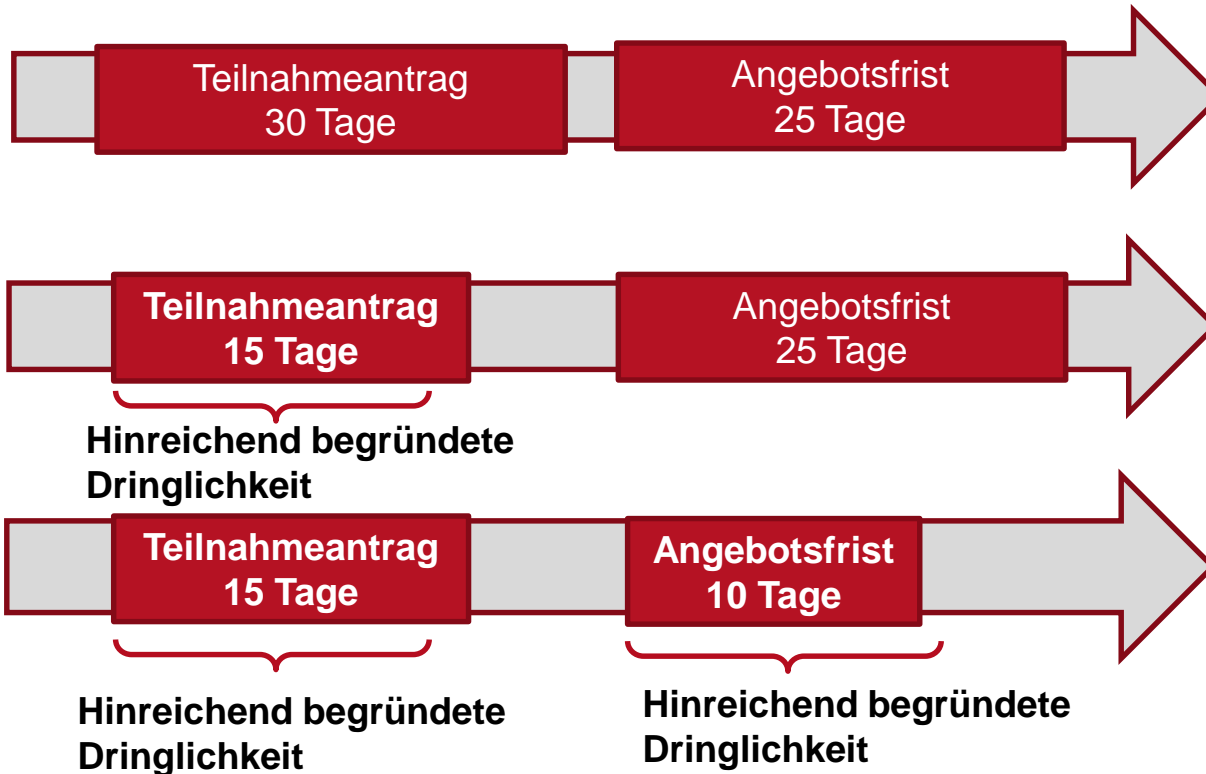 Teilnahmeantrag
30 Tage
Angebotsfrist
25 Tage
Teilnahmeantrag
15 Tage
Angebotsfrist
25 Tage
Hinreichend begründete
Dringlichkeit
Teilnahmeantrag
15 Tage
Angebotsfrist
10 Tage
Hinreichend begründete
Dringlichkeit
Hinreichend begründete
Dringlichkeit